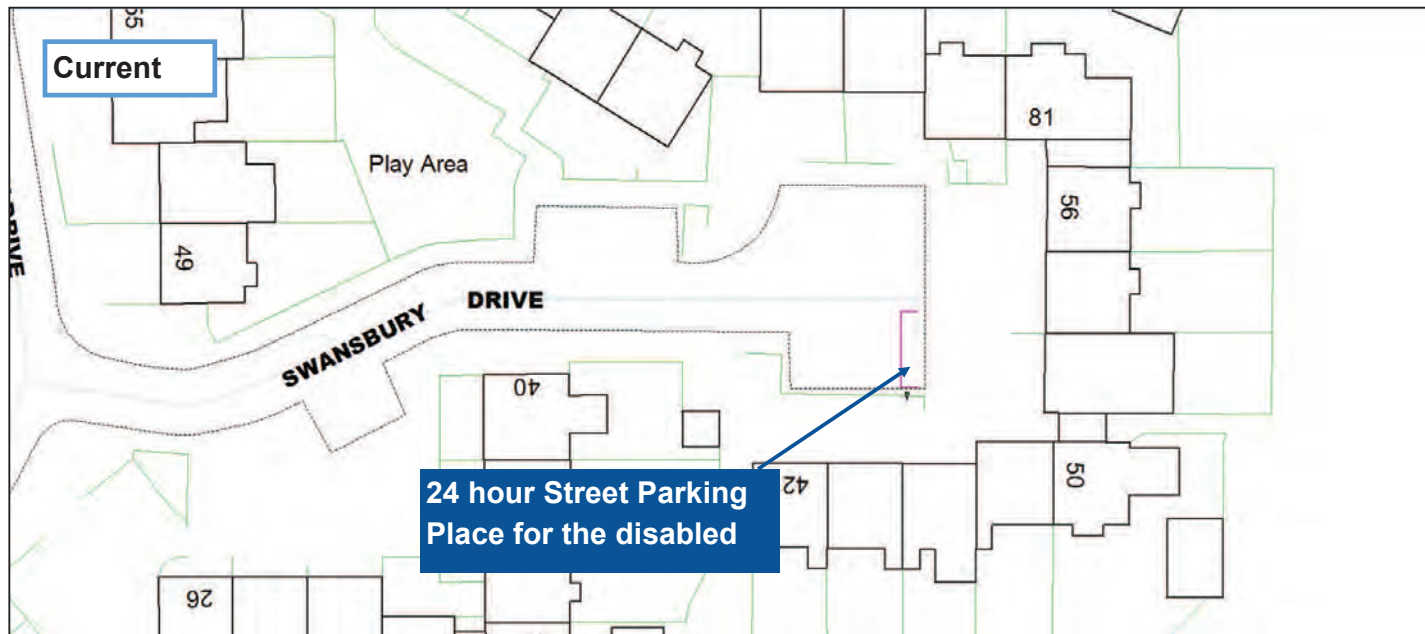 55
Current
81
Play Area
56
49
DRIVE
SWANSBURY
40
24 hour Street Parking
Place for the disabled
42
50
26